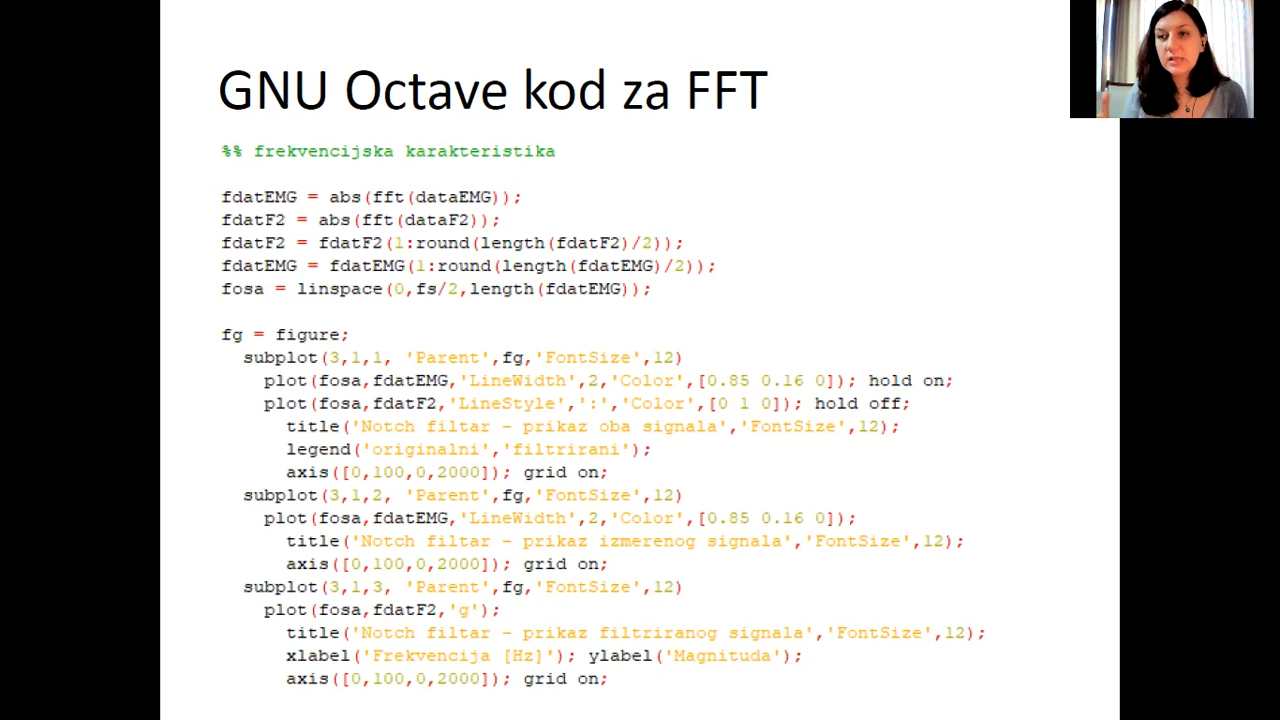 GNU Octave kod za FFT
%% frekvencijska karakteristika
fdatEMG = abs(fft(dataEMG));
fdatF2 = abs(fft(dataF2));
fdatF2 = fdatF2(1:round(length(fdatF2)/2));
fdatEMG = fdatEMG(1:round(length(fdatEMG)/2));
fosa = linspace(0,fs/2,length(fdatEMG));
fg = figure;
subplot(3,1,1, 'Parent',fg,'FontSize',12)
plot(fosa,fdatEMG,'LineWidth',2,'Color',[0.85 0.16 0]); hold on;
plot(fosa,fdatF2,'LineStyle',':','Color',[0 1 0]); hold off;
title('Notch filtar - prikaz oba signala','FontSize',12);
legend('originalni','filtrirani');
axis([0,100,0,2000]); grid on;
subplot(3,1,2, 'Parent',fg,'FontSize',12)
plot(fosa,fdatEMG,'LineWidth',2,'Color',[0.85 0.16 0]);
title('Notch filtar - prikaz izmerenog signala','FontSize',12);
axis([0,100,0,2000]); grid on;
subplot(3,1,3, 'Parent',fg,'FontSize',12)
plot(fosa,fdatF2,'g');
title('Notch filtar - prikaz filtriranog signala','FontSize',12);
xlabel('Frekvencija [Hz]'); ylabel('Magnituda');
axis([0,100,0,2000]); grid on;